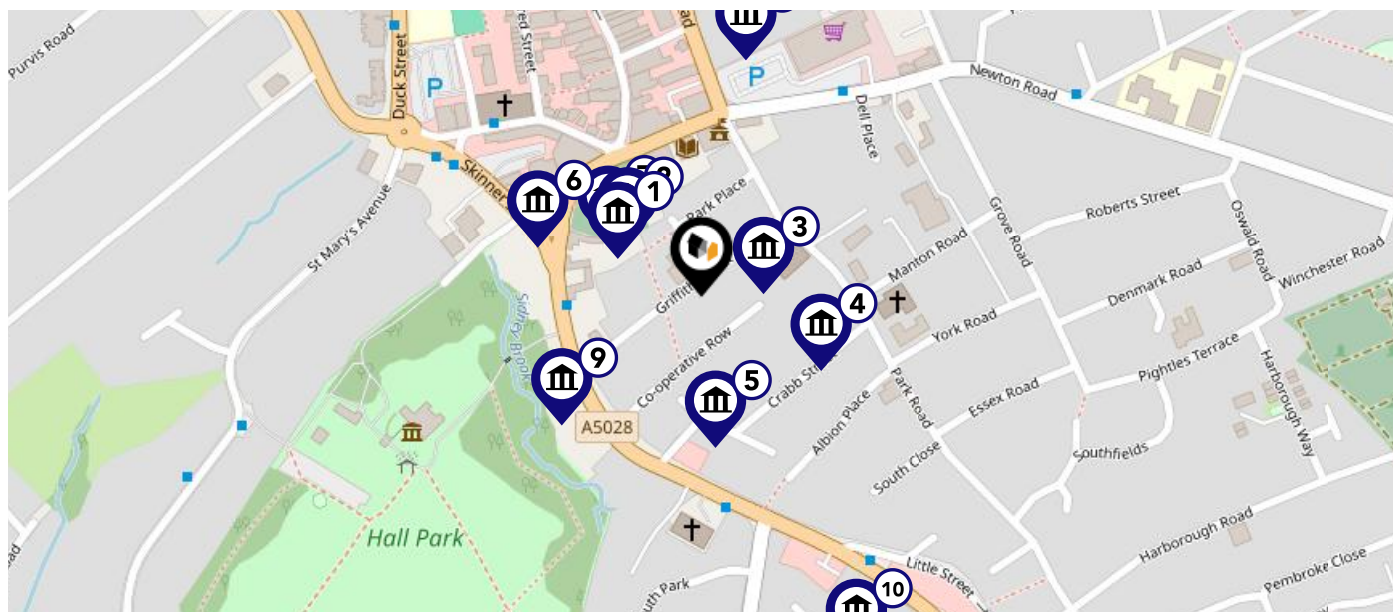 Purvis Road
Duck Street
P
P
Newton Road
Dell Place
6
1
Skinner
St Mary's Avenue
Park Place
3
Grove Road
Roberts Street
Oswald Road
Winchester Road
Manton Road
Denmark Road
Sidney Brook
Griffith
4
York Road
Pightles Terrace
Harborough Way
9
Co-operative Row
5
Crabb Str
Park Road
Essex Road
A5028
Albion Place
South Close
Southfields
Hall Park
Harborough Road
Little Street
Pembroke Close
10